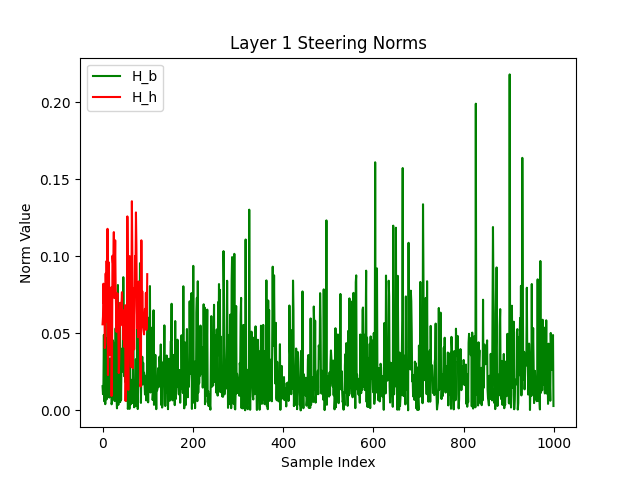 Layer 1 Steering Norms
H_b
H_h
Norm Value
0.20
0.15
0.10
0.05
0.00
0 200 400 600 800 1000
Sample Index